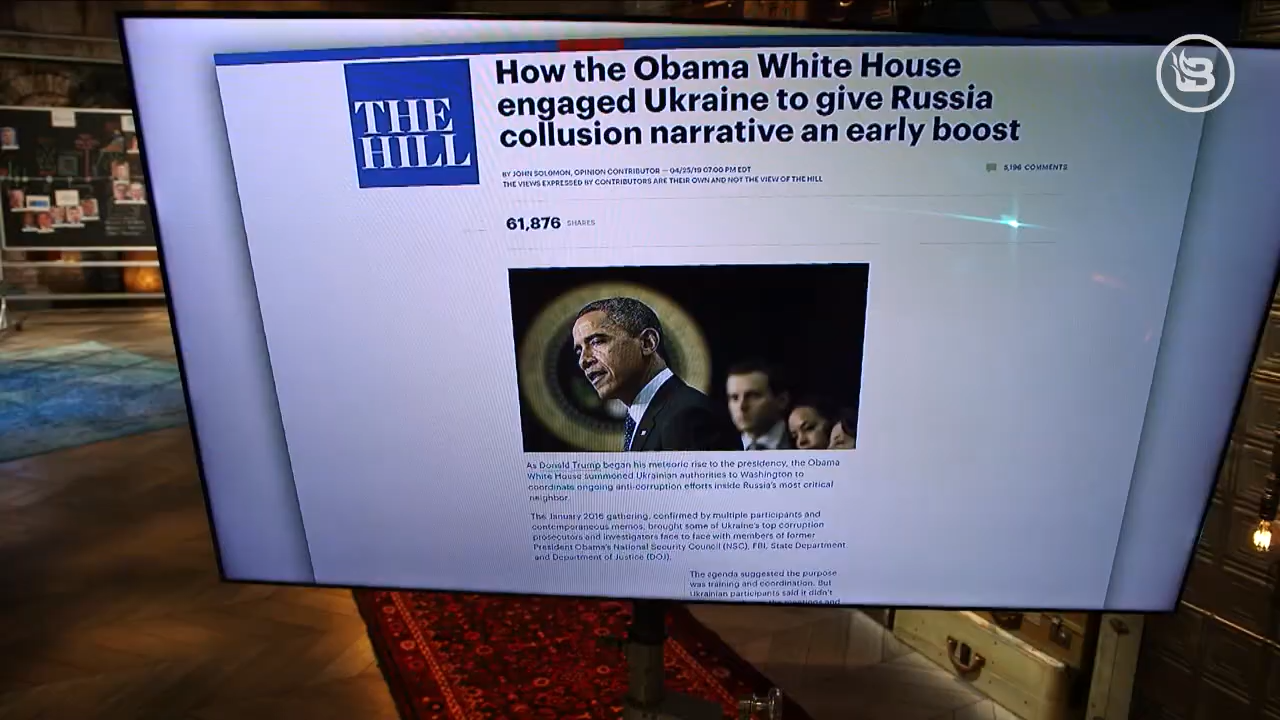 THE
HILL
How the Obama White House
engaged Ukraine to give Russia
collusion narrative an early boost
BY JOHN SOLOMON, OPINION CONTRIBUTOR — 04/25/19 07:00 PM EDT
THE VIEWS EXPRESSED BY CONTRIBUTORS ARE THEIR OWN AND NOT THE VIEW OF THE HILL
5,196 COMMENTS
61,876 SHARES
As Donald Trump began his meteoric rise to the presidency, the Obama
White House summoned Ukrainian authorities to Washington to
coordinate ongoing anti-corruption efforts inside Russia's most critical
neighbor.
The January 2016 gathering, confirmed by multiple participants and
contemporaneous memos, brought some of Ukraine's top corruption
prosecutors and investigators face to face with members of former
President Obama's National Security Council (NSC), FBI, State Department
and Department of Justice (DOJ).
The agenda suggested the purpose
was training and coordination. But
Ukrainian participants said it didn't
the meetings and
B